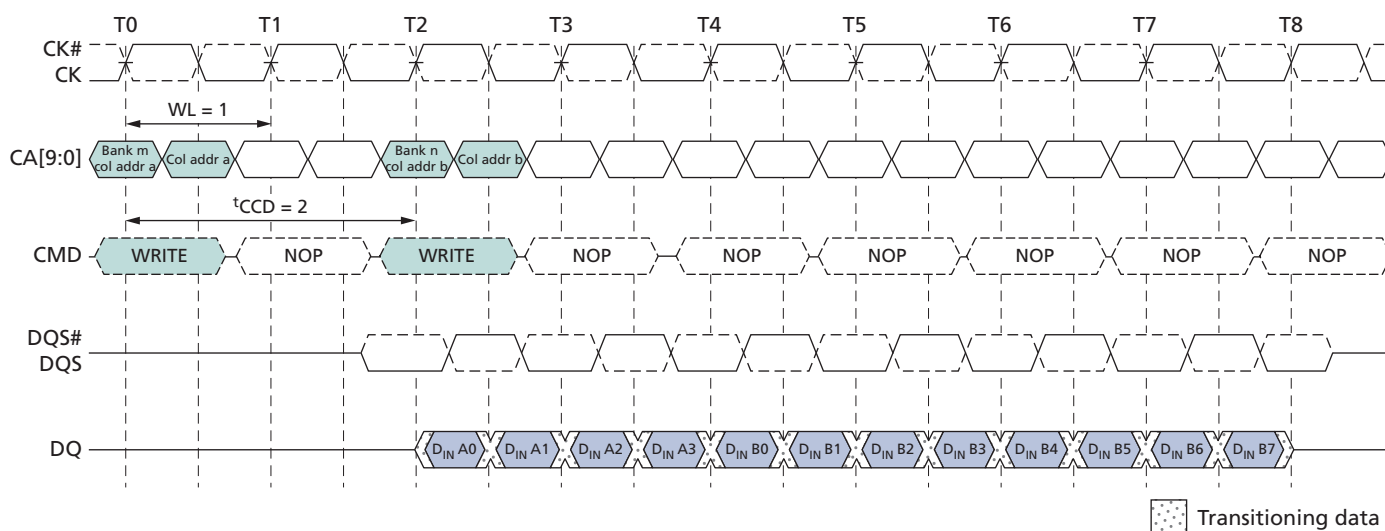 T0 T1 T2 T3 T4 T5 T6 T7 T8
CK#
CK
WL = 1
CA[9:0]
Bank m
col addr a
Col addr a
Bank n
col addr b
Col addr b
tCCD = 2
CMD WRITE NOP WRITE NOP NOP NOP NOP NOP NOP
DQS#
DQS
DQ DIN A0 DIN A1 DIN A2 DIN A3 DIN B0 DIN B1 DIN B2 DIN B3 DIN B4 DIN B5 DIN B6 DIN B7
Transitioning data